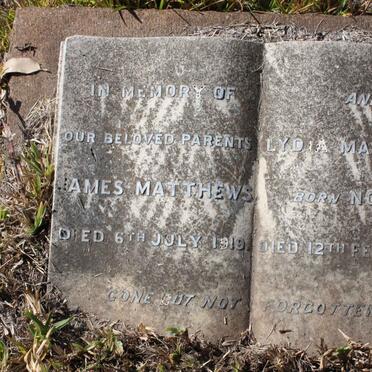 IN MEMORY OF
OUR BELOVED PARENTS
AMES MATTHEWS
DIED 6TH JULY 1919.
GONE BUT NOT
AN
LYDIA MA
BORN NO
DIED 12TH FE
FORGOTTE